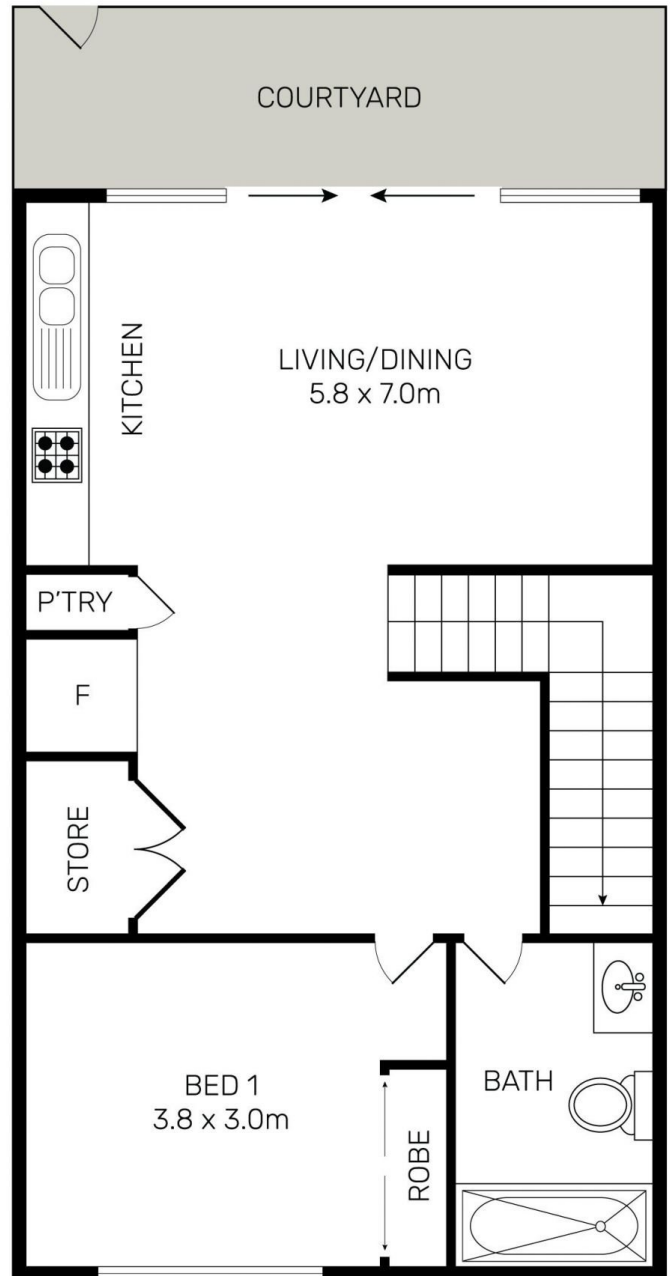 COURTYARD
KITCHEN
LIVING/DINING
5.8 x 7.0m
P'TRY
F
STORE
BED 1
3.8 x 3.0m
ROBE
BATH